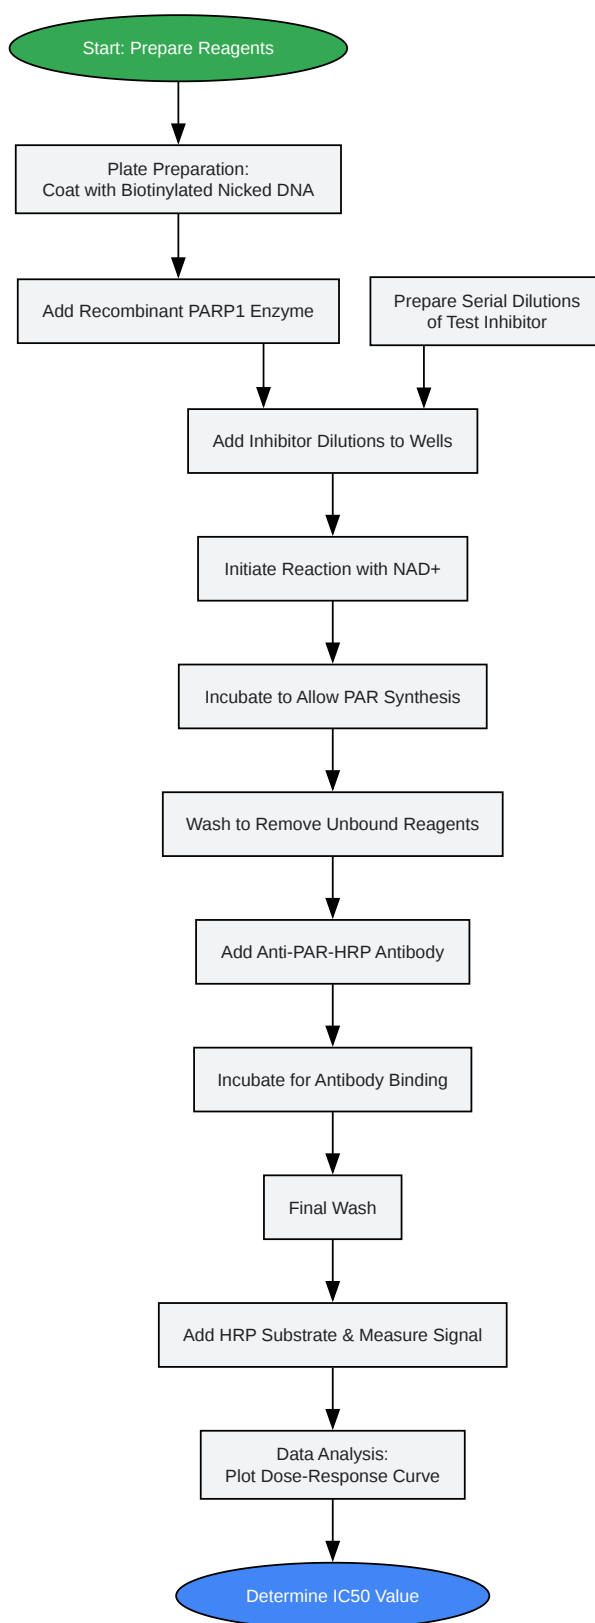 Start: Prepare Reagents
Plate Preparation:
Coat with Biotinylated Nicked DNA
Add Recombinant PARP1 Enzyme
Prepare Serial Dilutions
of Test Inhibitor
Add Inhibitor Dilutions to Wells
Initiate Reaction with NAD+
Incubate to Allow PAR Synthesis
Wash to Remove Unbound Reagents
Add Anti-PAR-HRP Antibody
Incubate for Antibody Binding
Final Wash
Add HRP Substrate & Measure Signal
Data Analysis:
Plot Dose-Response Curve
Determine IC50 Value